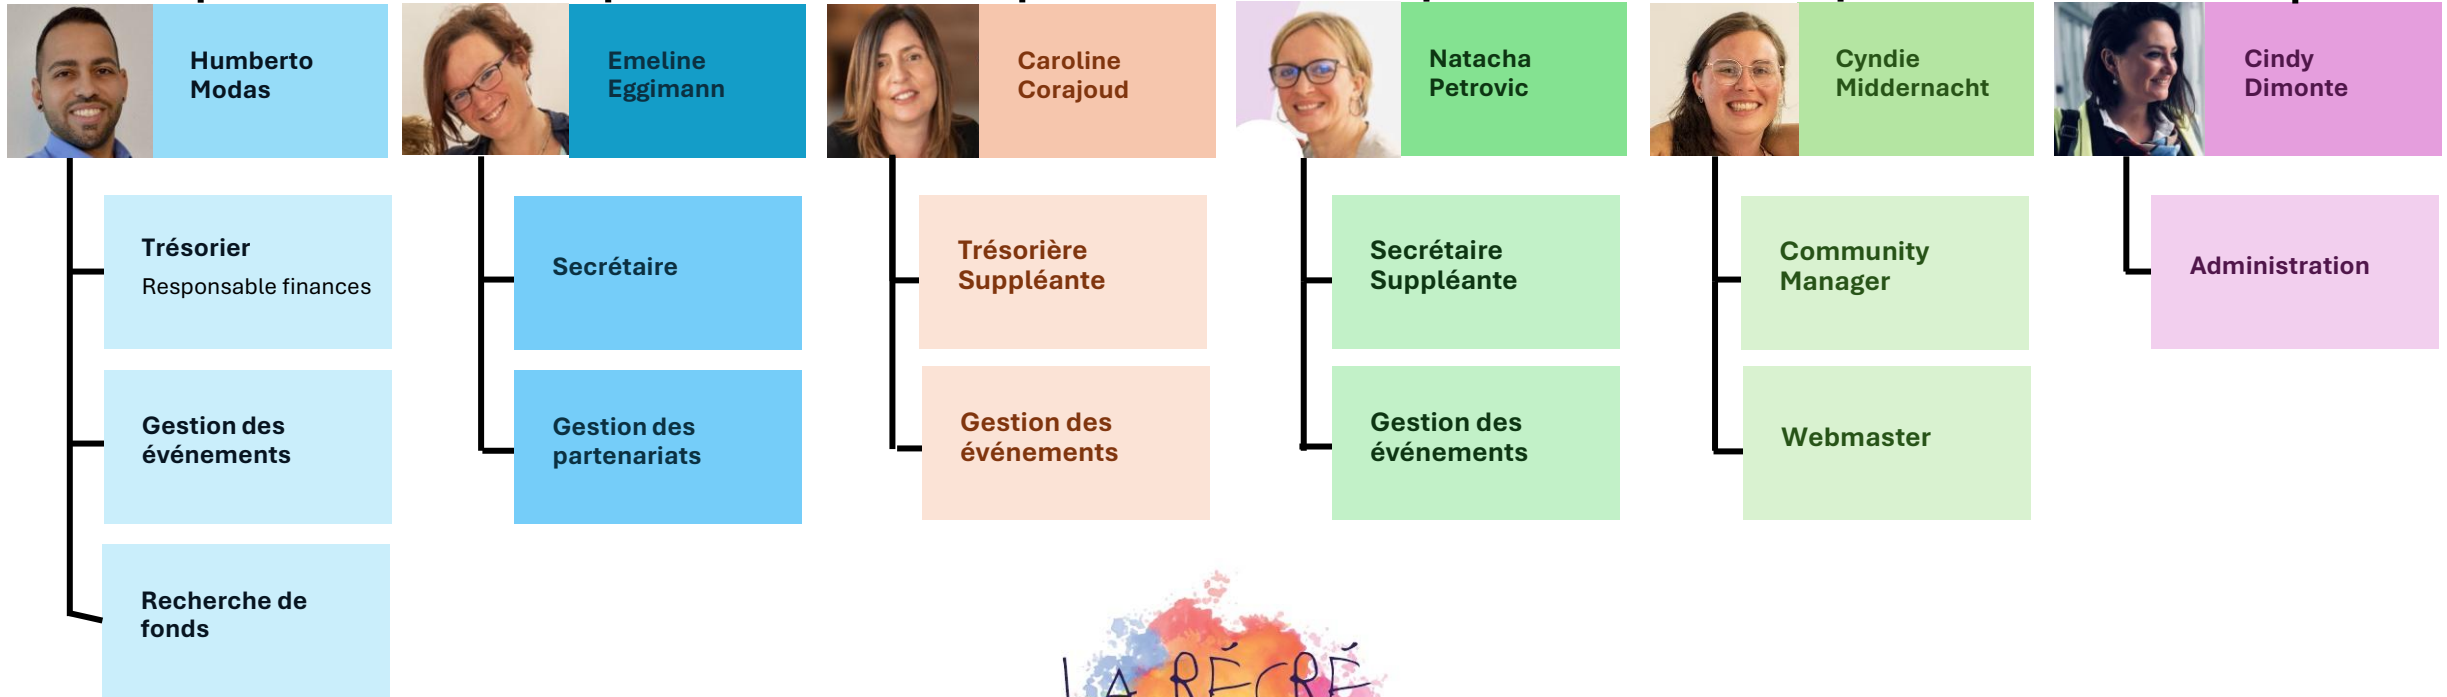 Humberto
Modas
Emeline
Eggimann
Caroline
Corajoud
Natacha
Petrovic
Cyndie
Middernacht
Cindy
Dimonte
Trésorier
Responsable finances
Secrétaire
Trésorière
Suppléante
Secrétaire
Suppléante
Community
Manager
Administration
Gestion des
événements
Gestion des
partenariats
Gestion des
événements
Gestion des
événements
Webmaster
Recherche de
fonds
LA RÉCRÉ